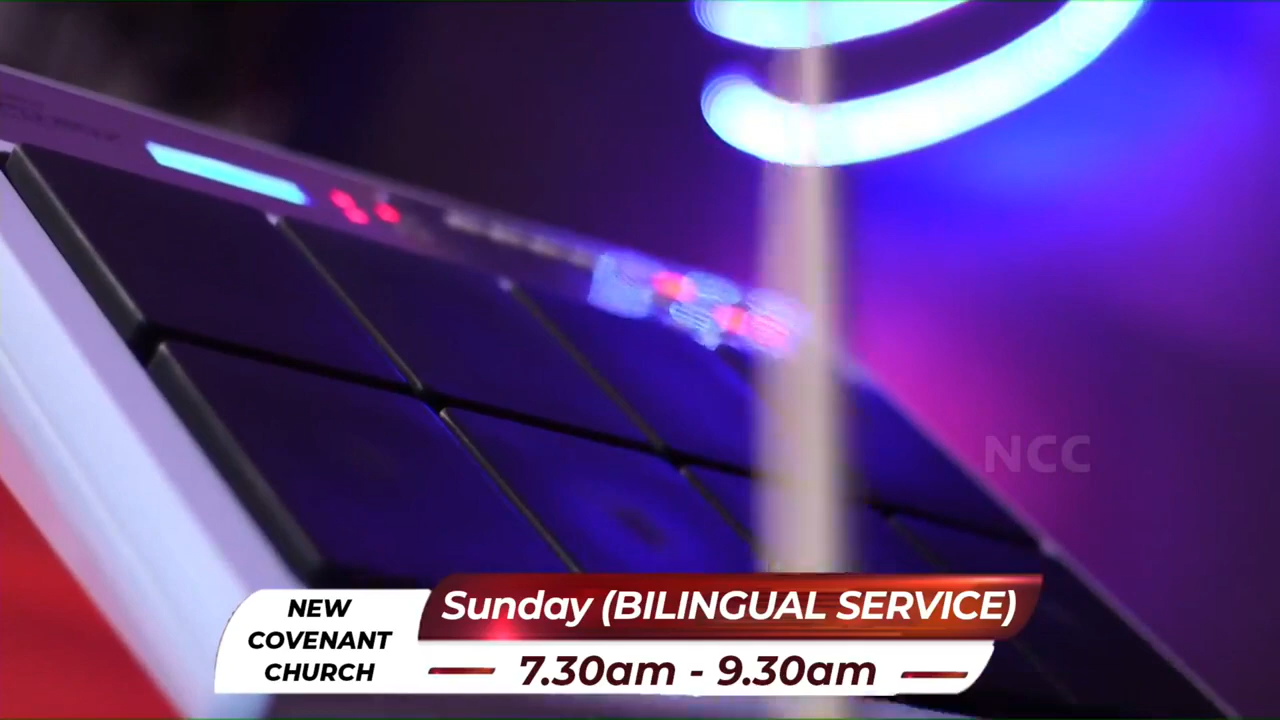 NCC
NEW
COVENANT
CHURCH
Sunday (BILINGUAL SERVICE)
7.30am - 9.30am